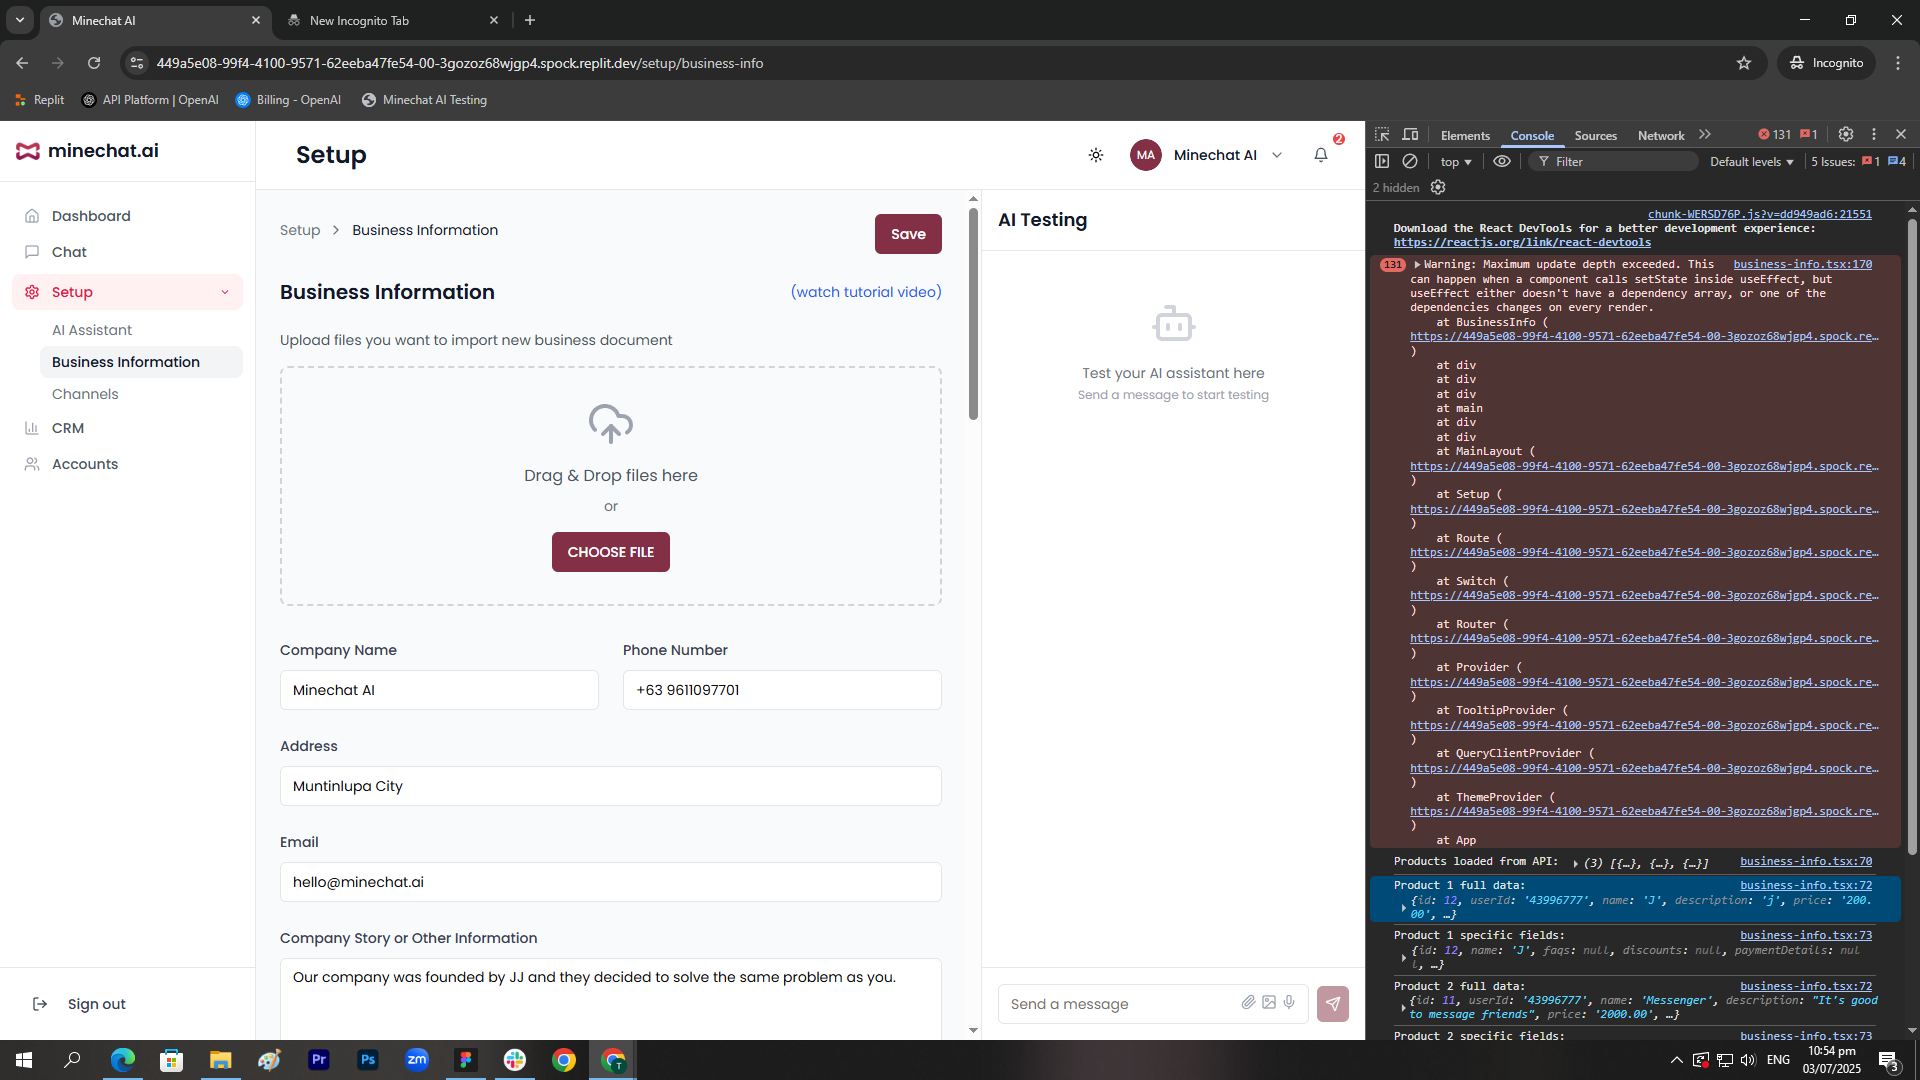 Minechat AI
New Incognito Tab
449a5e08-99f4-4100-9571-62eeba47fe54-00-3gozoz68wjgp4.spock.replit.dev/setup/business-info
Incognito
Replit
API Platform | OpenAI
Billing - OpenAI
Minechat AI Testing
minechat.ai
Dashboard
Chat
Setup
AI Assistant
Business Information
Channels
CRM
Accounts
Sign out
Setup
MA
Minechat AI
2
Setup
Business Information
Save
Business Information
(watch tutorial video)
Upload files you want to import new business document
Drag & Drop files here
or
CHOOSE FILE
Company Name
Phone Number
Minechat AI
+63 9611097701
Address
Muntinlupa City
Email
hello@minechat.ai
Company Story or Other Information
Our company was founded by JJ and they decided to solve the same problem as you.
AI Testing
Test your AI assistant here
Send a message to start testing
Send a message
Elements
Console
Sources
Network
131
1
top
Filter
Default levels
5 Issues:
1
4
2 hidden
chunk-WERSD76P.js?v=dd949ad6:21551
Download the React DevTools for a better development experience:
https://reactjs.org/link/react-devtools
131
Warning: Maximum update depth exceeded. This
business-info.tsx:170
can happen when a component calls setState inside useEffect, but
useEffect either doesn't have a dependency array, or one of the
dependencies changes on every render.
at BusinessInfo (
https://449a5e08-99f4-4100-9571-62eeba47fe54-00-3gozoz68wjgp4.spock.re…
)
at div
at div
at div
at main
at div
at div
at MainLayout (
https://449a5e08-99f4-4100-9571-62eeba47fe54-00-3gozoz68wjgp4.spock.re…
)
at Setup (
https://449a5e08-99f4-4100-9571-62eeba47fe54-00-3gozoz68wjgp4.spock.re…
)
at Route (
https://449a5e08-99f4-4100-9571-62eeba47fe54-00-3gozoz68wjgp4.spock.re…
)
at Switch (
https://449a5e08-99f4-4100-9571-62eeba47fe54-00-3gozoz68wjgp4.spock.re…
)
at Router (
https://449a5e08-99f4-4100-9571-62eeba47fe54-00-3gozoz68wjgp4.spock.re…
)
at Provider (
https://449a5e08-99f4-4100-9571-62eeba47fe54-00-3gozoz68wjgp4.spock.re…
)
at TooltipProvider (
https://449a5e08-99f4-4100-9571-62eeba47fe54-00-3gozoz68wjgp4.spock.re…
)
at QueryClientProvider (
https://449a5e08-99f4-4100-9571-62eeba47fe54-00-3gozoz68wjgp4.spock.re…
)
at ThemeProvider (
https://449a5e08-99f4-4100-9571-62eeba47fe54-00-3gozoz68wjgp4.spock.re…
)
at App
Products loaded from API: (3) [{…}, {…}, {…}]
business-info.tsx:70
Product 1 full data:
business-info.tsx:72
{id: 12, userId: '43996777', name: 'J', description: 'j', price: '200.
00', …}
Product 1 specific fields:
business-info.tsx:73
{id: 12, name: 'J', faqs: null, discounts: null, paymentDetails: nul
l, …}
Product 2 full data:
business-info.tsx:72
{id: 11, userId: '43996777', name: 'Messenger', description: "It's good
to message friends", price: '2000.00', …}
Product 2 specific fields:
business-info.tsx:73
Pr
Ps
zm
T
ENG
10:54 pm
03/07/2025
3